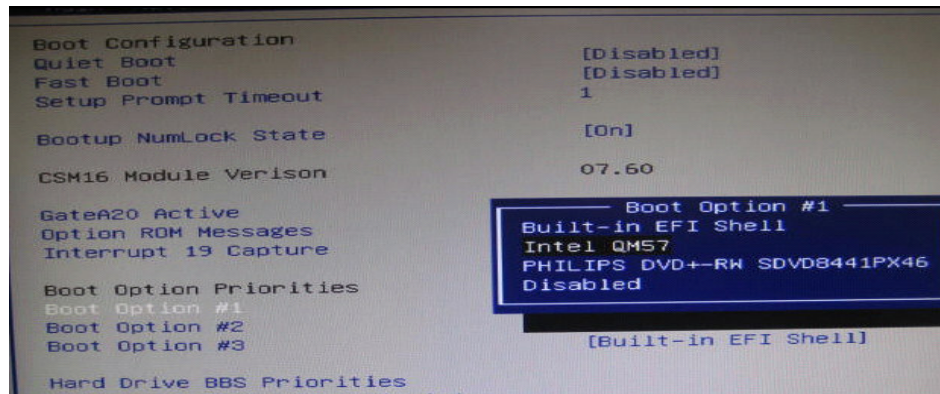 Boot Configuration
Quiet Boot [Disabled]
Fast Boot [Disabled]
Setup Prompt Timeout 1
Bootup NumLock State [On]
CSM16 Module Verison 07.60
GateA20 Active
Option ROM Messages
Interrupt 19 Capture
Boot Option #1
Built-in EFI Shell
Intel QM57
PHILIPS DVD+-RW SDVD8441PX46
Disabled
Boot Option Priorities
Boot Option #1
Boot Option #2
Boot Option #3 [Built-in EFI Shell]
Hard Drive BBS Priorities